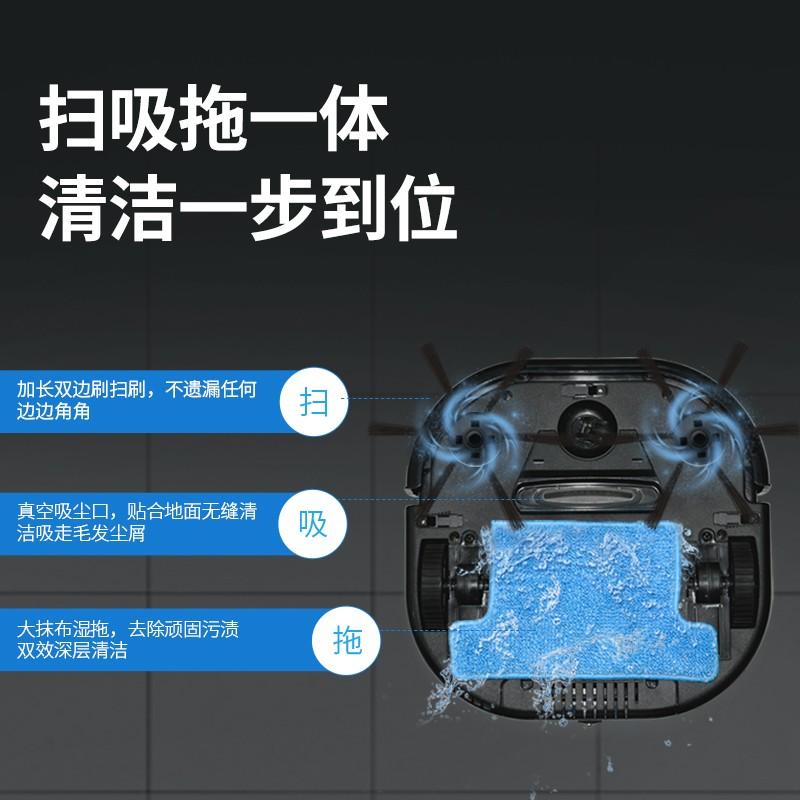 扫吸拖一体
清洁一步到位
加长双边刷扫刷，不遗漏任何
边边角角
扫
真空吸尘口，贴合地面无缝清
洁吸走毛发尘屑
吸
大抹布湿拖，去除顽固污渍
双效深层清洁
拖